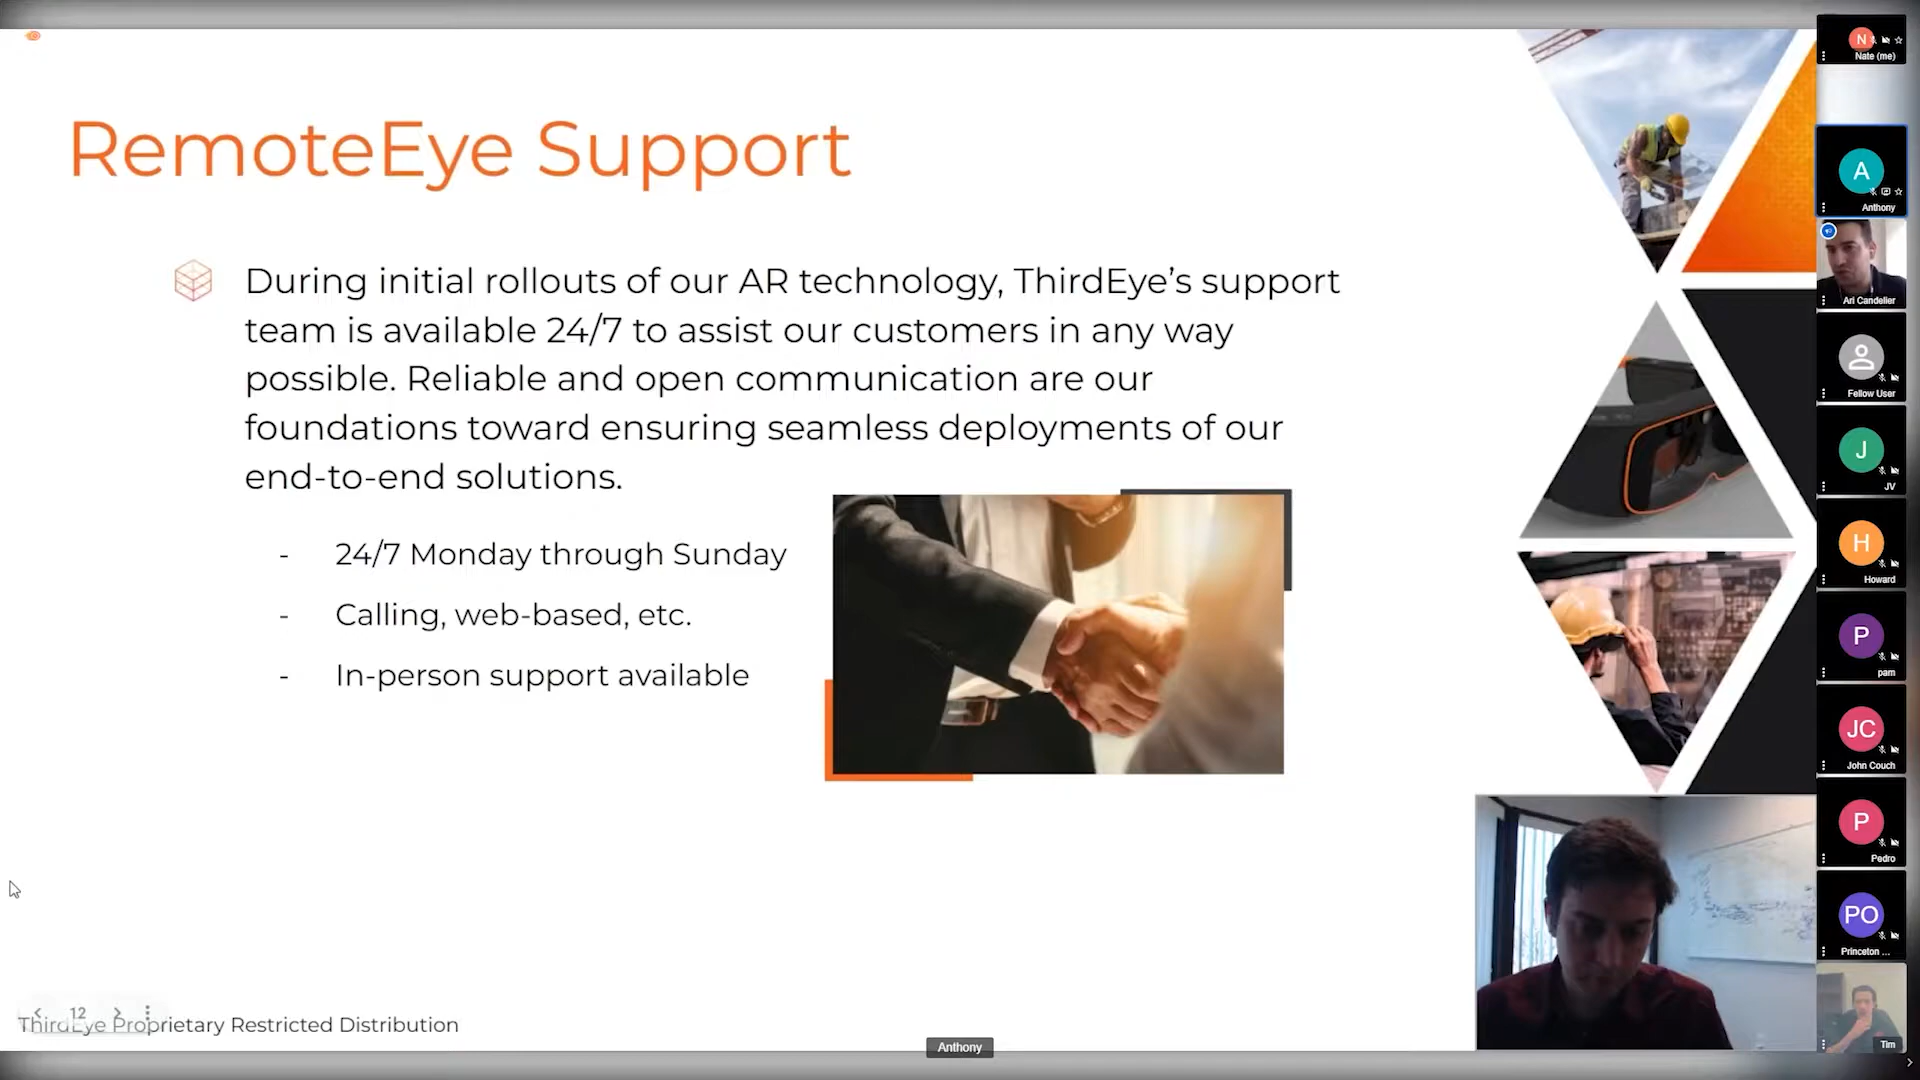 RemoteEye Support
During initial rollouts of our AR technology, ThirdEye’s support
team is available 24/7 to assist our customers in any way
possible. Reliable and open communication are our
foundations toward ensuring seamless deployments of our
end-to-end solutions.
- 24/7 Monday through Sunday
- Calling, web-based, etc.
- In-person support available
12
ThirdEye Proprietary Restricted Distribution
Anthony
N
Nate (me)
A
Anthony
Ari Candelier
Fellow User
J
JV
H
Howard
P
pam
JC
John Couch
P
Pedro
PO
Princeton ...
Tim